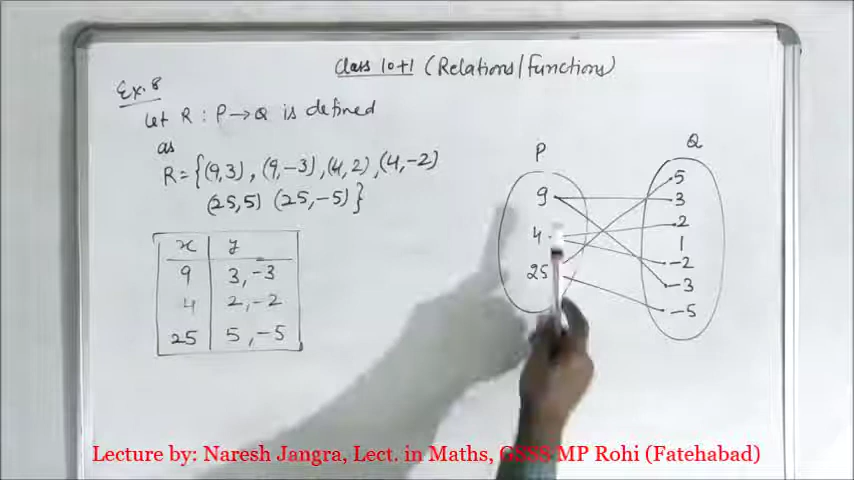 Class 10+1 (Relations/functions)
Ex. 8
Let R : P→Q is defined
as
R = {(9,3), (9,-3), (4,2), (4,-2)
(25,5) (25,-5)}
x y
9 3,-3
4 2,-2
25 5,-5
P
9
4
25
Q
5
3
2
1
-2
-3
-5
Lecture by: Naresh Jangra, Lect. in Maths, GSSS MP Rohi (Fatehabad)